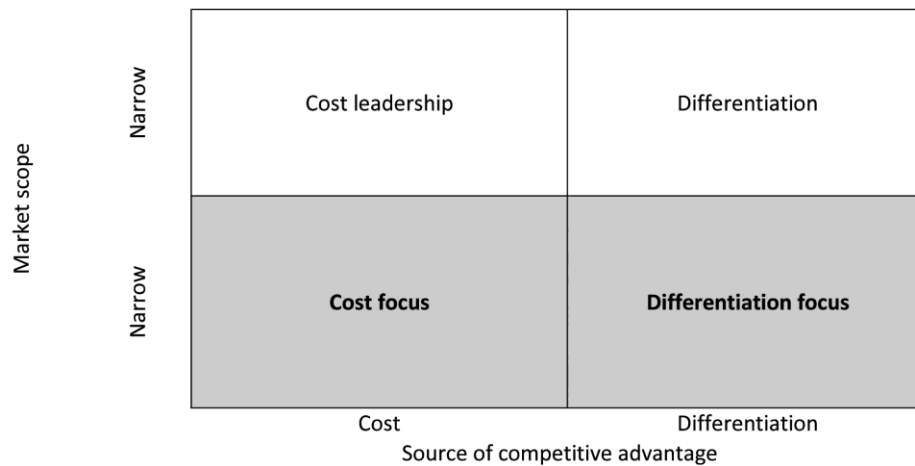 Market scope
Narrow
Cost leadership
Differentiation
Narrow
Cost focus
Differentiation focus
Cost
Differentiation
Source of competitive advantage